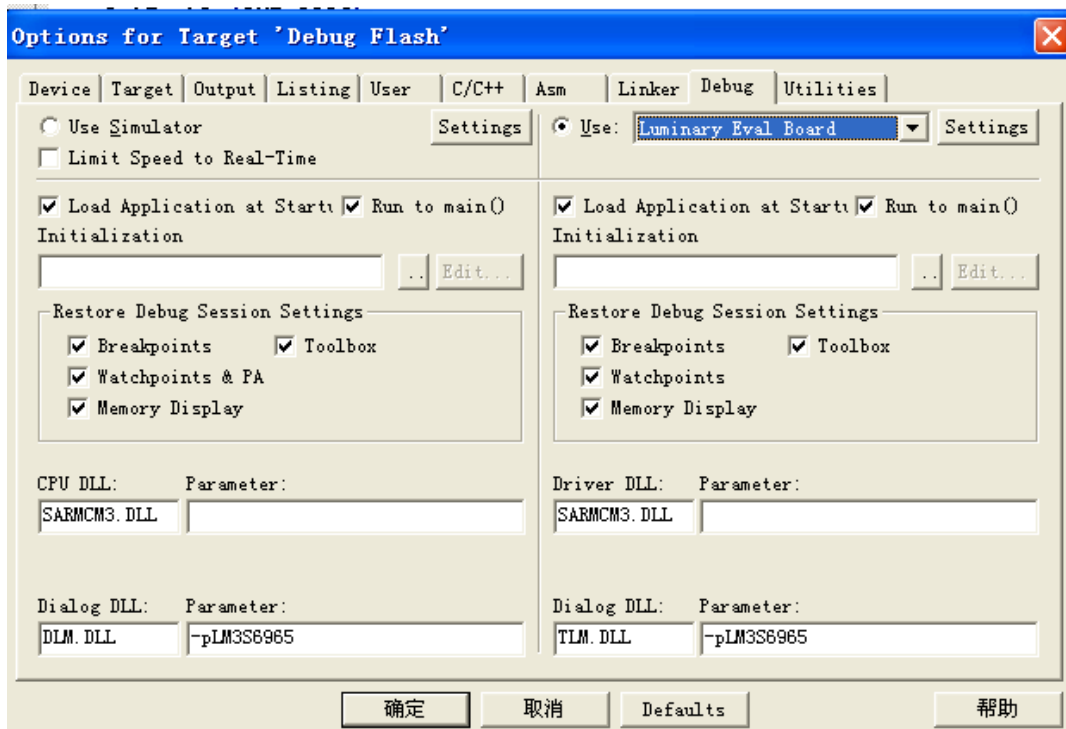 Options for Target 'Debug Flash'
Device Target Output Listing User C/C++ Asm Linker Debug Utilities
Use Simulator Settings Use: Luminary Eval Board Settings
Limit Speed to Real-Time
Load Application at Startu Run to main() Load Application at Startu Run to main()
Initialization Initialization
.. Edit... .. Edit...
Restore Debug Session Settings Restore Debug Session Settings
Breakpoints Toolbox Breakpoints Toolbox
Watchpoints & PA Watchpoints
Memory Display Memory Display
CPU DLL: Parameter: Driver DLL: Parameter:
SARMCM3.DLL SARMCM3.DLL
Dialog DLL: Parameter: Dialog DLL: Parameter:
DLM.DLL -pLM3S6965 TLM.DLL -pLM3S6965
确定 取消 Defaults 帮助